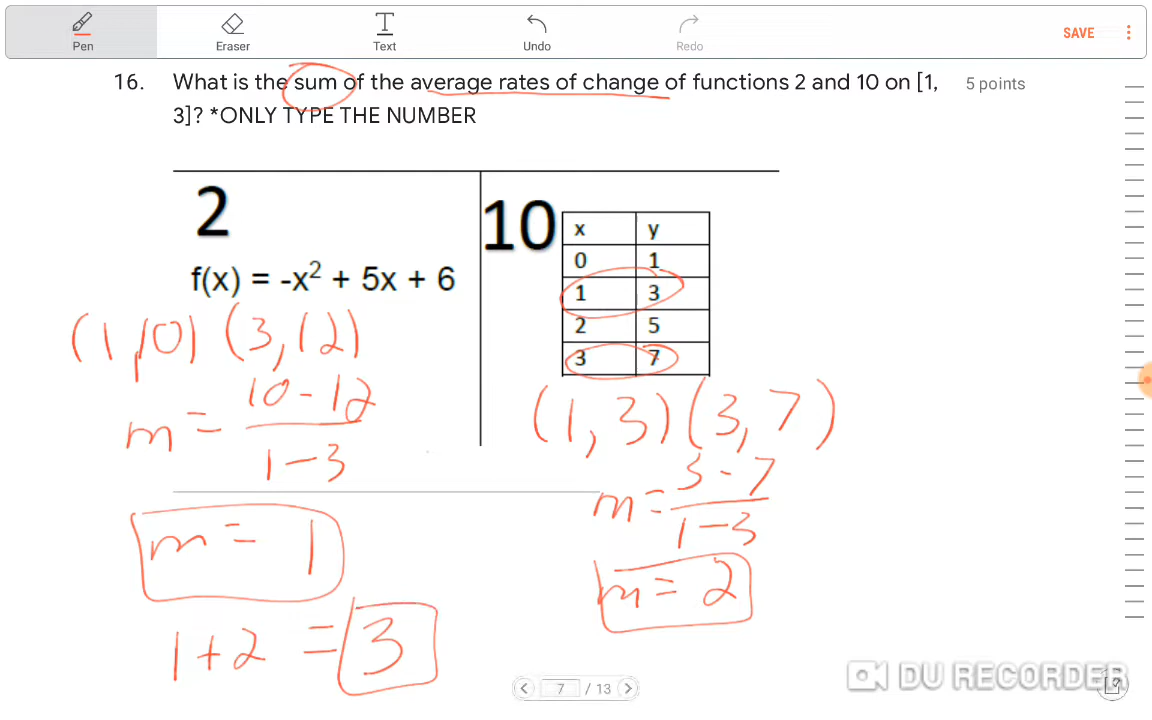 Pen Eraser Text Undo Redo SAVE
16. What is the sum of the average rates of change of functions 2 and 10 on [1, 5 points
3]? *ONLY TYPE THE NUMBER
2
f(x) = -x² + 5x + 6
10
x y
0 1
1 3
2 5
3 7
(1,10) (3,12)
m = 10 - 12
1 - 3
m = 1
(1, 3) (3, 7)
m = 3 - 7
1 - 3
m = 2
1 + 2 = 3
7 / 13
DU RECORDER